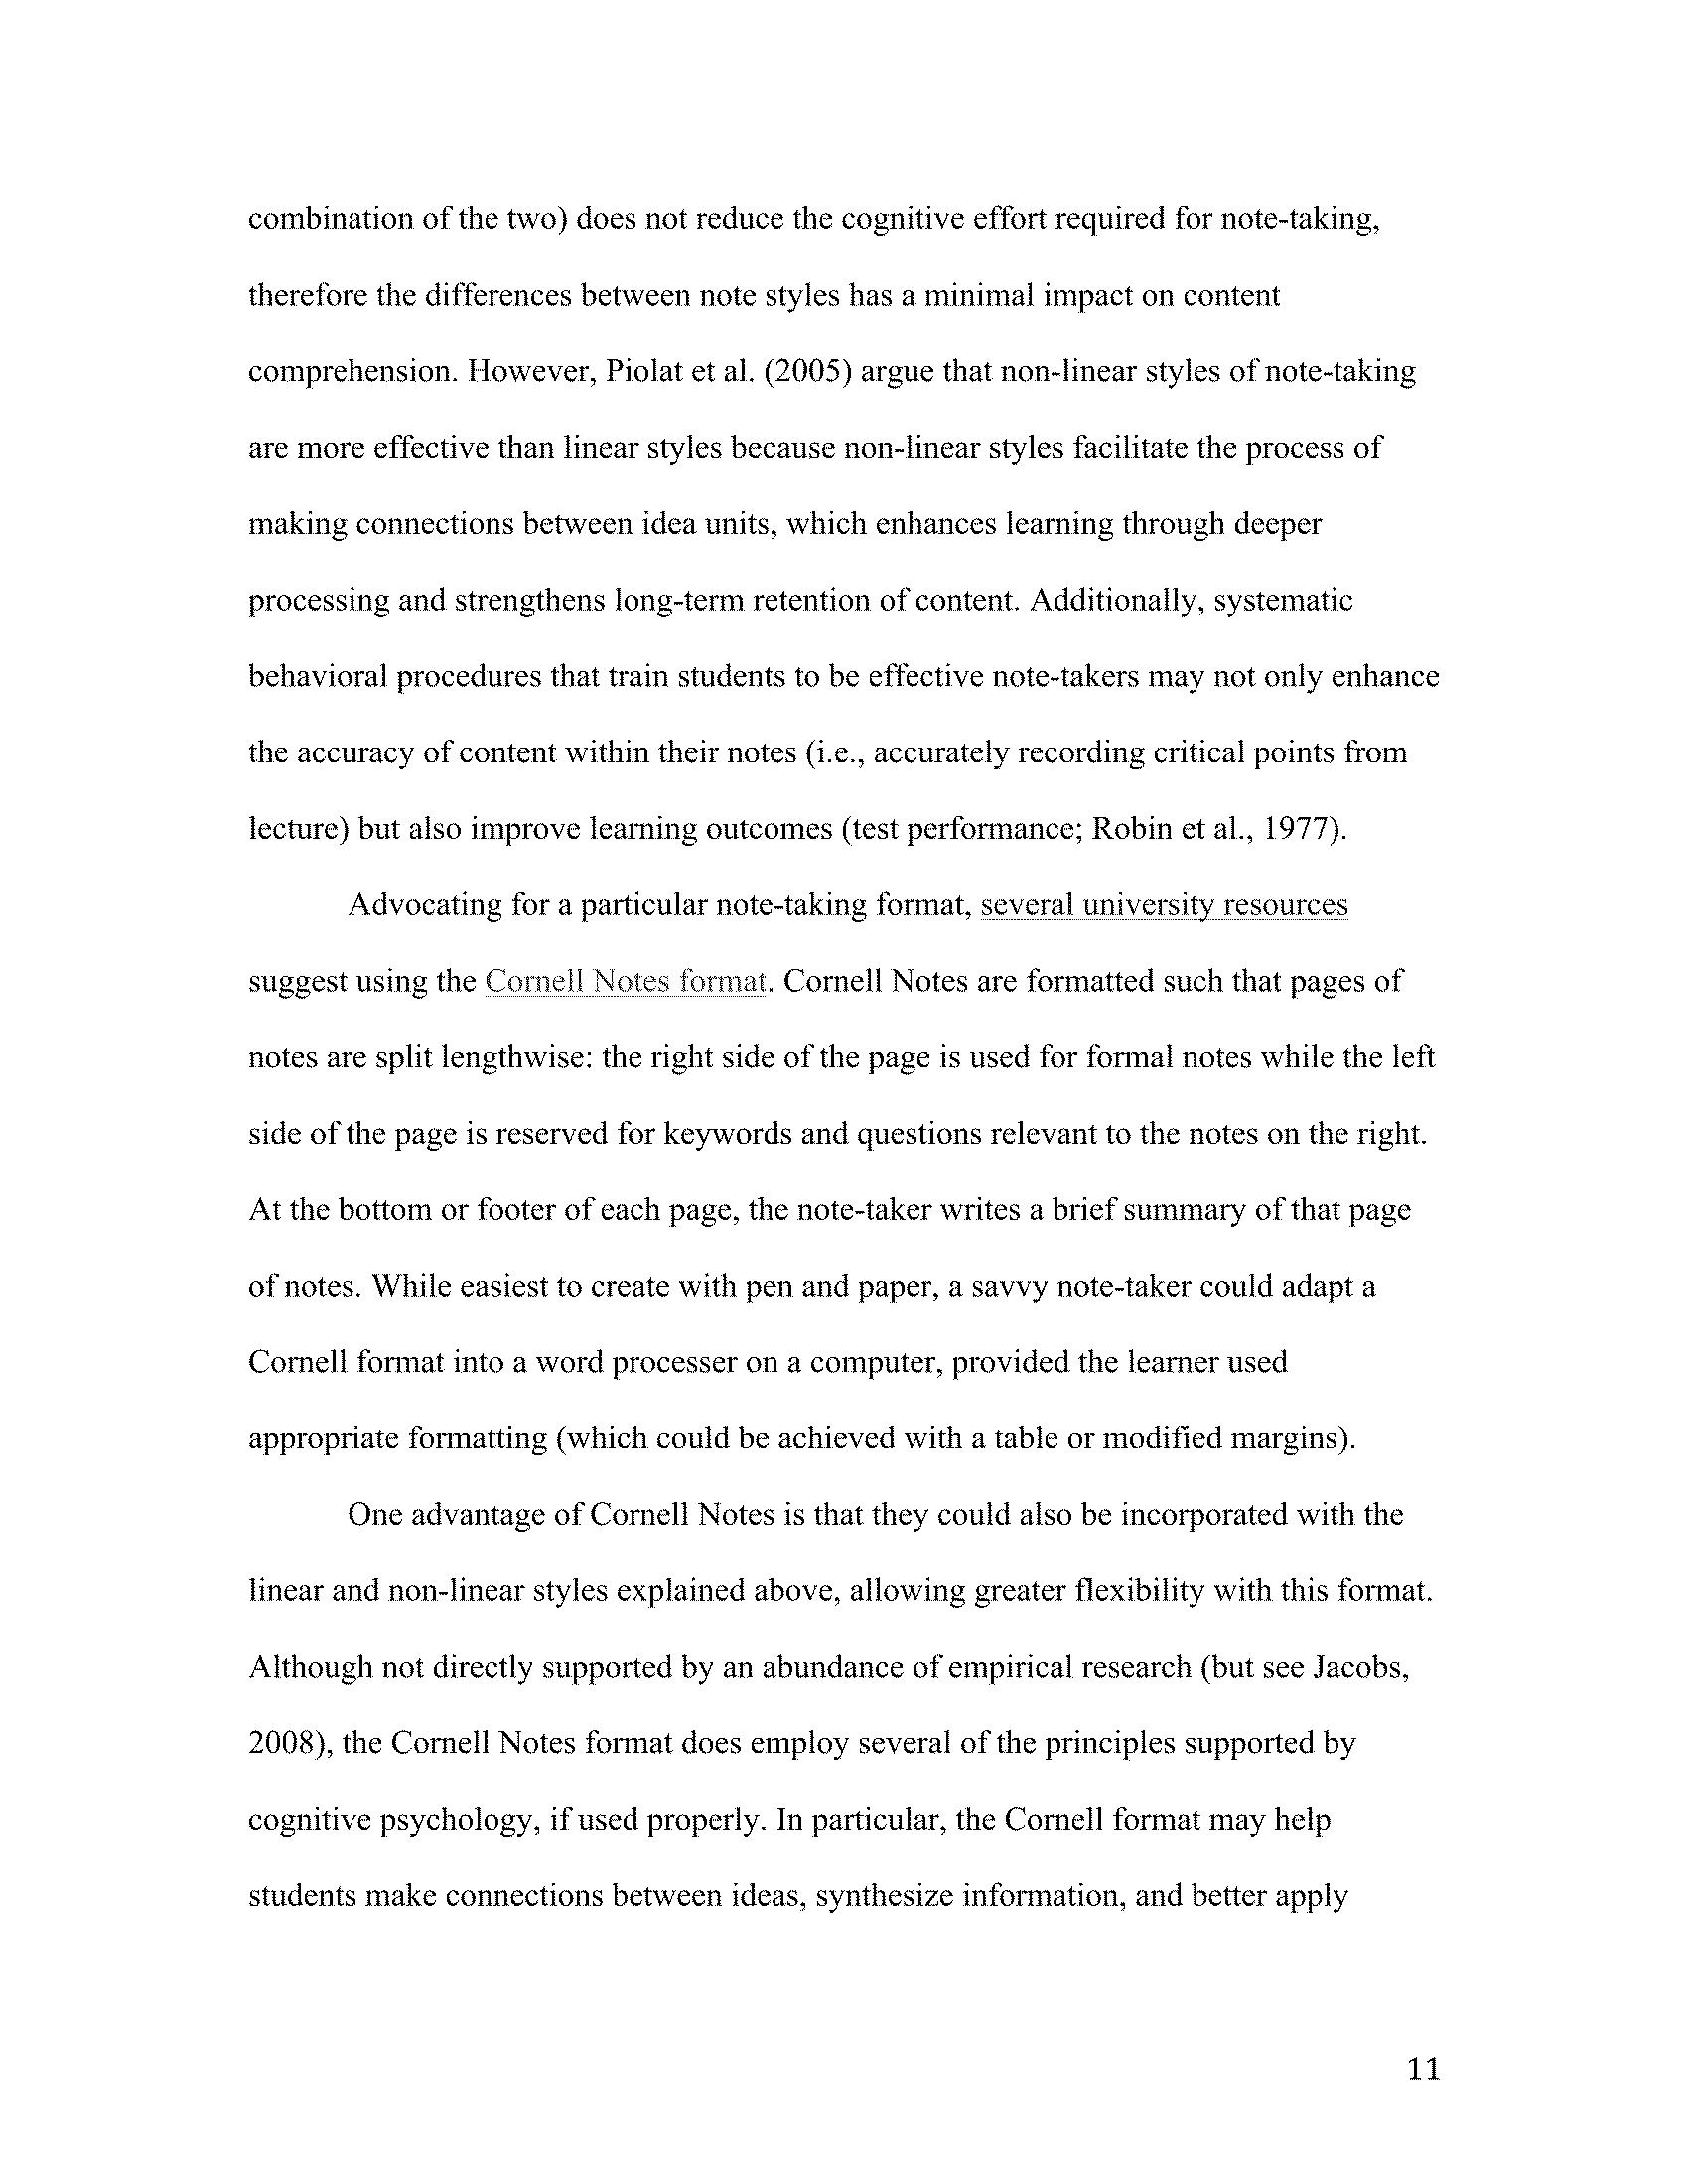 combination of the two) does not reduce the cognitive effort required for note-taking,
therefore the differences between note styles has a minimal impact on content
comprehension. However, Piolat et al. (2005) argue that non-linear styles of note-taking
are more effective than linear styles because non-linear styles facilitate the process of
making connections between idea units, which enhances learning through deeper
processing and strengthens long-term retention of content. Additionally, systematic
behavioral procedures that train students to be effective note-takers may not only enhance
the accuracy of content within their notes (i.e., accurately recording critical points from
lecture) but also improve learning outcomes (test performance; Robin et al., 1977).
Advocating for a particular note-taking format, several university resources
suggest using the Cornell Notes format. Cornell Notes are formatted such that pages of
notes are split lengthwise: the right side of the page is used for formal notes while the left
side of the page is reserved for keywords and questions relevant to the notes on the right.
At the bottom or footer of each page, the note-taker writes a brief summary of that page
of notes. While easiest to create with pen and paper, a savvy note-taker could adapt a
Cornell format into a word processer on a computer, provided the learner used
appropriate formatting (which could be achieved with a table or modified margins).
One advantage of Cornell Notes is that they could also be incorporated with the
linear and non-linear styles explained above, allowing greater flexibility with this format.
Although not directly supported by an abundance of empirical research (but see Jacobs,
2008), the Cornell Notes format does employ several of the principles supported by
cognitive psychology, if used properly. In particular, the Cornell format may help
students make connections between ideas, synthesize information, and better apply
11